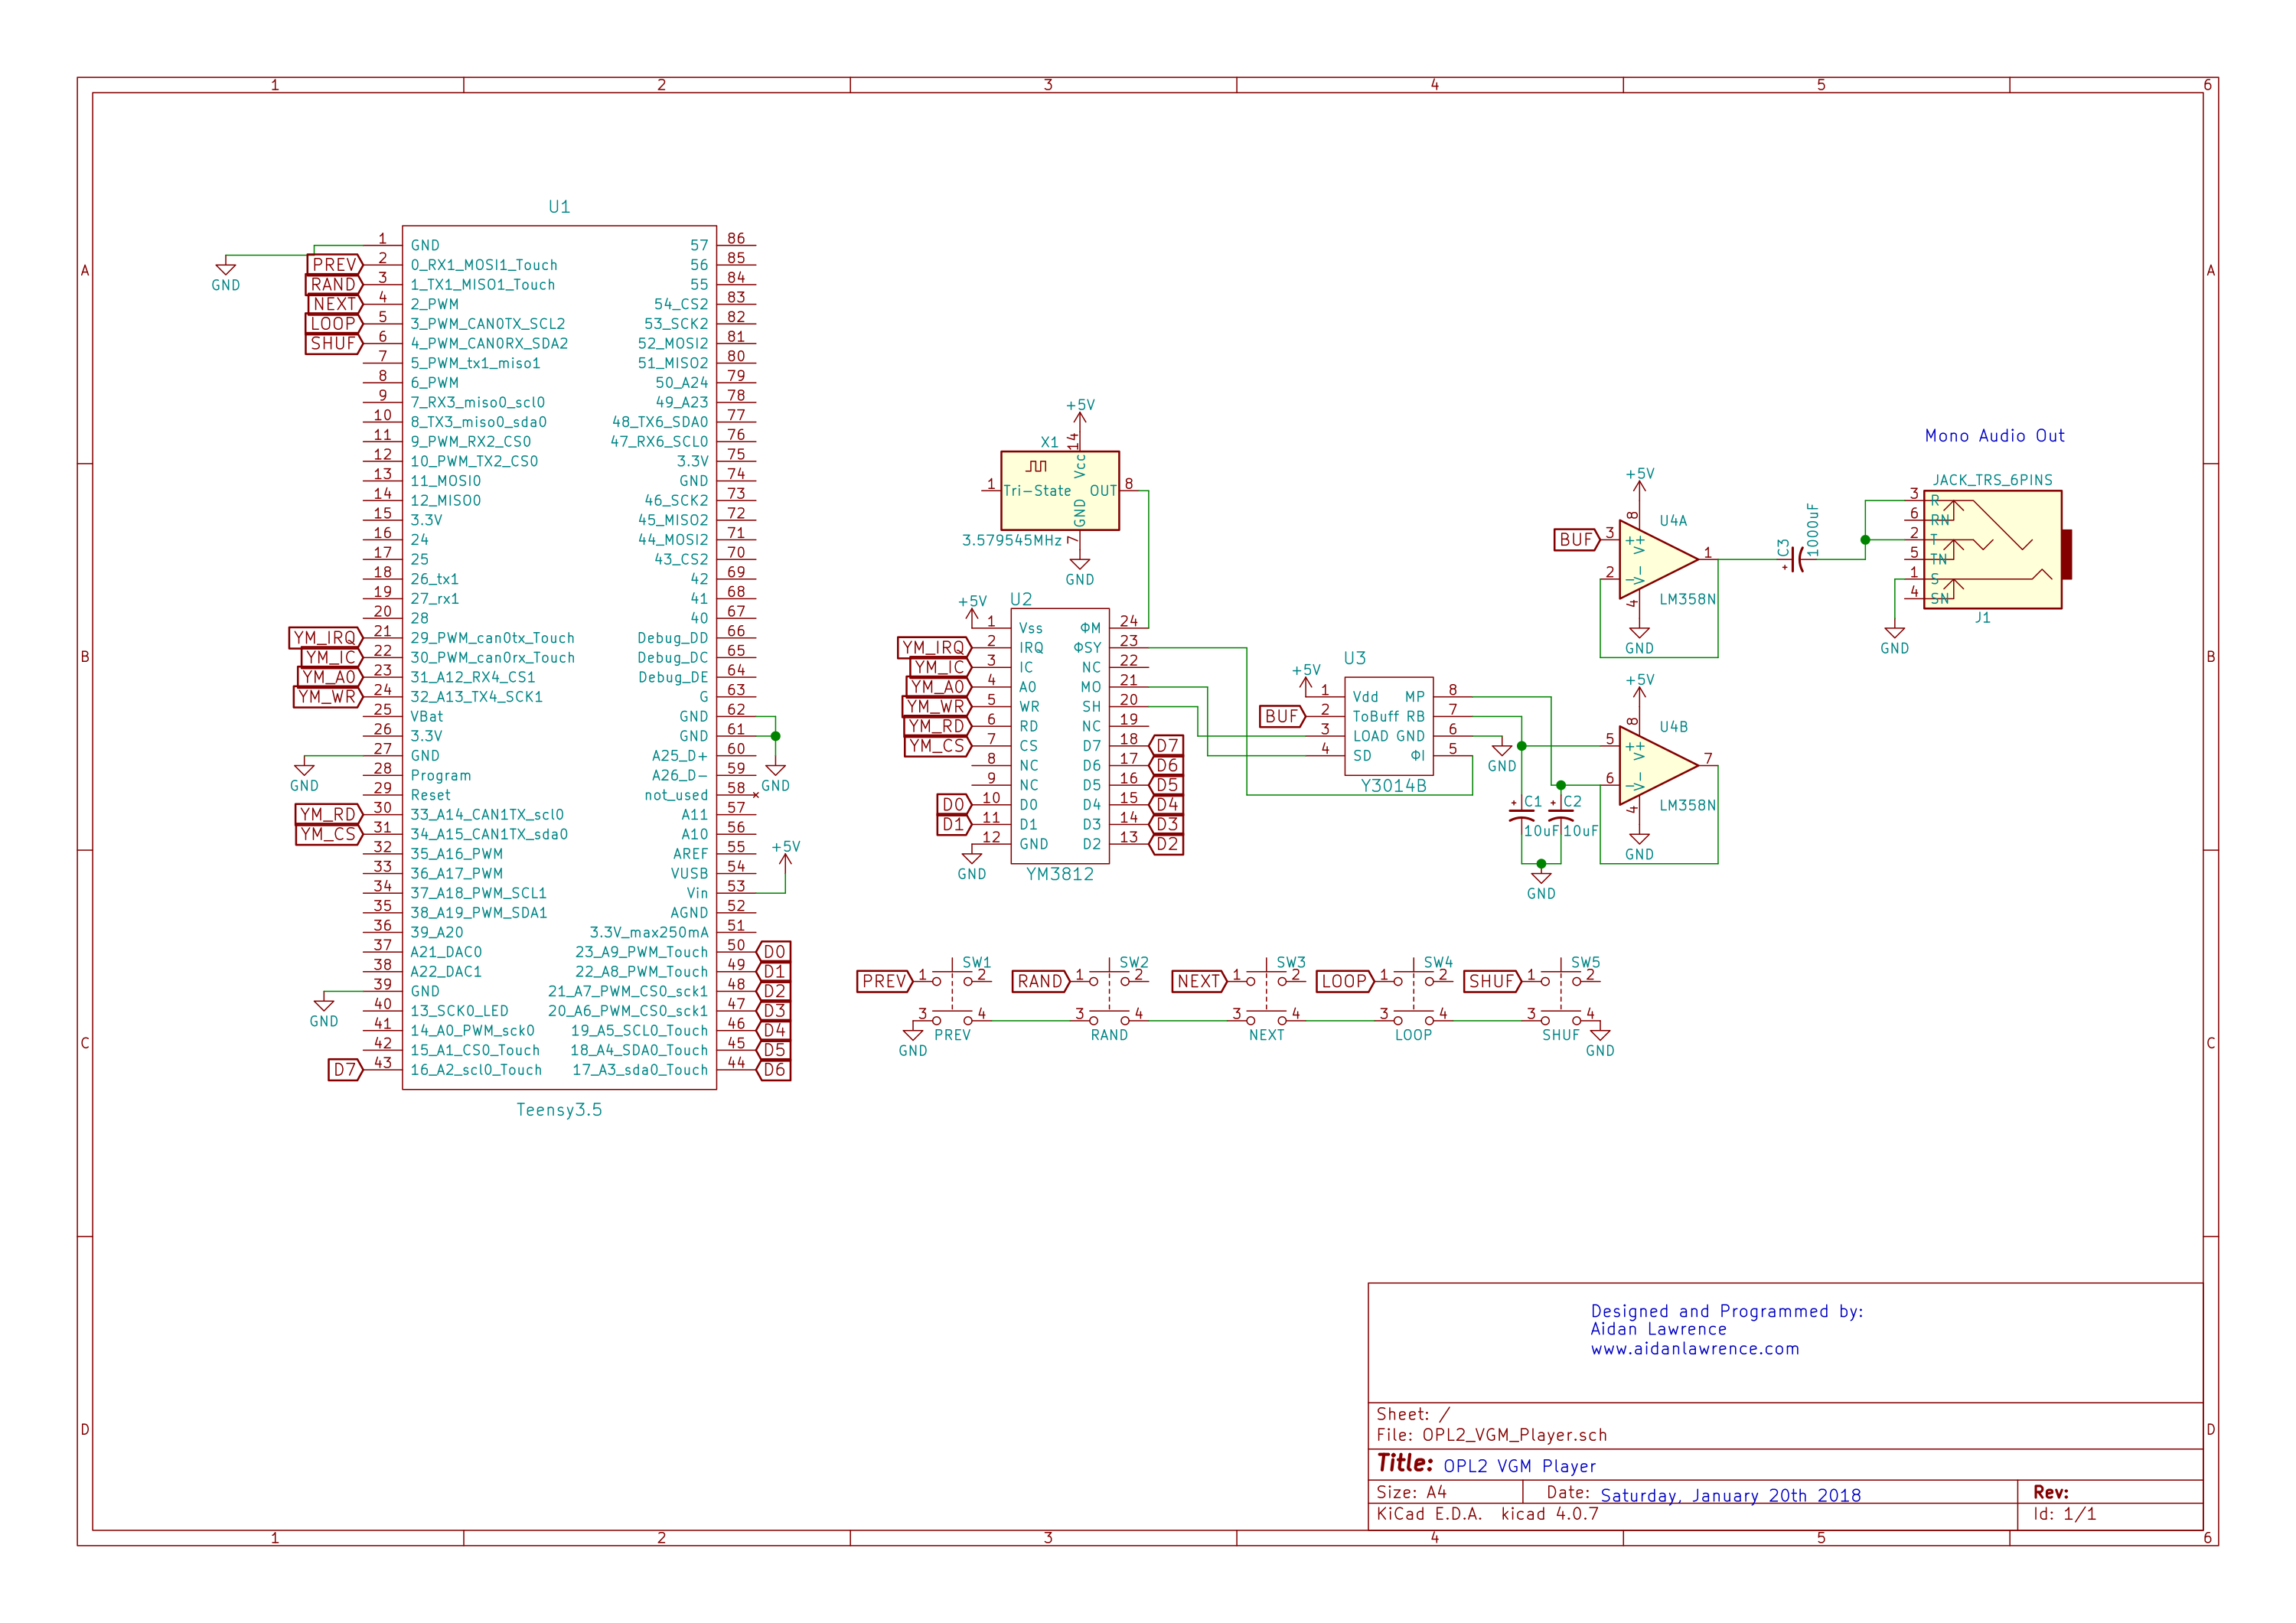 1 2 3 4 5 6
A
B
C
D
A
B
C
D
U1
1 GND
PREV 2 0_RX1_MOSI1_Touch
RAND 3 1_TX1_MISO1_Touch
NEXT 4 2_PWM
LOOP 5 3_PWM_CAN0TX_SCL2
SHUF 6 4_PWM_CAN0RX_SDA2
7 5_PWM_tx1_miso1
8 6_PWM
9 7_RX3_miso0_scl0
10 8_TX3_miso0_sda0
11 9_PWM_RX2_CS0
12 10_PWM_TX2_CS0
13 11_MOSI0
14 12_MISO0
15 3.3V
16 24
17 25
18 26_tx1
19 27_rx1
20 28
YM_IRQ 21 29_PWM_can0tx_Touch
YM_IC 22 30_PWM_can0rx_Touch
YM_A0 23 31_A12_RX4_CS1
YM_WR 24 32_A13_TX4_SCK1
25 VBat
26 3.3V
27 GND
28 Program
29 Reset
YM_RD 30 33_A14_CAN1TX_scl0
YM_CS 31 34_A15_CAN1TX_sda0
32 35_A16_PWM
33 36_A17_PWM
34 37_A18_PWM_SCL1
35 38_A19_PWM_SDA1
36 39_A20
37 A21_DAC0
38 A22_DAC1
39 GND
40 13_SCK0_LED
41 14_A0_PWM_sck0
42 15_A1_CS0_Touch
D7 43 16_A2_scl0_Touch
GND
GND
GND
57 86
56 85
55 84
54_CS2 83
53_SCK2 82
52_MOSI2 81
51_MISO2 80
50_A24 79
49_A23 78
48_TX6_SDA0 77
47_RX6_SCL0 76
3.3V 75
GND 74
46_SCK2 73
45_MISO2 72
44_MOSI2 71
43_CS2 70
42 69
41 68
40 67
Debug_DD 66
Debug_DC 65
Debug_DE 64
G 63
GND 62
GND 61
A25_D+ 60
A26_D- 59
not_used 58
A11 57
A10 56
AREF 55
VUSB 54
Vin 53
AGND 52
3.3V_max250mA 51
23_A9_PWM_Touch 50 D0
22_A8_PWM_Touch 49 D1
21_A7_PWM_CS0_sck1 48 D2
20_A6_PWM_CS0_sck1 47 D3
19_A5_SCL0_Touch 46 D4
18_A4_SDA0_Touch 45 D5
17_A3_sda0_Touch 44 D6
GND
+5V
Teensy3.5
+5V
X1
14
Vcc
1 Tri-State OUT 8
GND
7
3.579545MHz
GND
+5V
U2
1 Vss ΦM 24
YM_IRQ 2 IRQ ΦSY 23
YM_IC 3 IC NC 22
YM_A0 4 A0 MO 21
YM_WR 5 WR SH 20
YM_RD 6 RD NC 19
YM_CS 7 CS D7 18 D7
8 NC D6 17 D6
9 NC D5 16 D5
D0 10 D0 D4 15 D4
D1 11 D1 D3 14 D3
12 GND D2 13 D2
GND
YM3812
+5V
U3
1 Vdd MP 8
BUF 2 ToBuff RB 7
3 LOAD GND 6
4 SD ΦI 5
Y3014B
GND
C1
10uF
C2
10uF
GND
+5V
U4A
8
BUF 3 + V+ 1
2 - V-
4
LM358N
GND
+5V
U4B
8
5 + V+ 7
6 - V-
4
LM358N
GND
C3
1000uF
Mono Audio Out
JACK_TRS_6PINS
3 R
6 RN
2 T
5 TN
1 S
4 SN
J1
GND
SW1 SW2 SW3 SW4 SW5
PREV 1 2 RAND 1 2 NEXT 1 2 LOOP 1 2 SHUF 1 2
3 4 3 4 3 4 3 4 3 4
GND PREV RAND NEXT LOOP SHUF GND
Designed and Programmed by:
Aidan Lawrence
www.aidanlawrence.com
Sheet: /
File: OPL2_VGM_Player.sch
Title: OPL2 VGM Player
Size: A4 Date: Saturday, January 20th 2018 Rev:
KiCad E.D.A. kicad 4.0.7 Id: 1/1
1 2 3 4 5 6